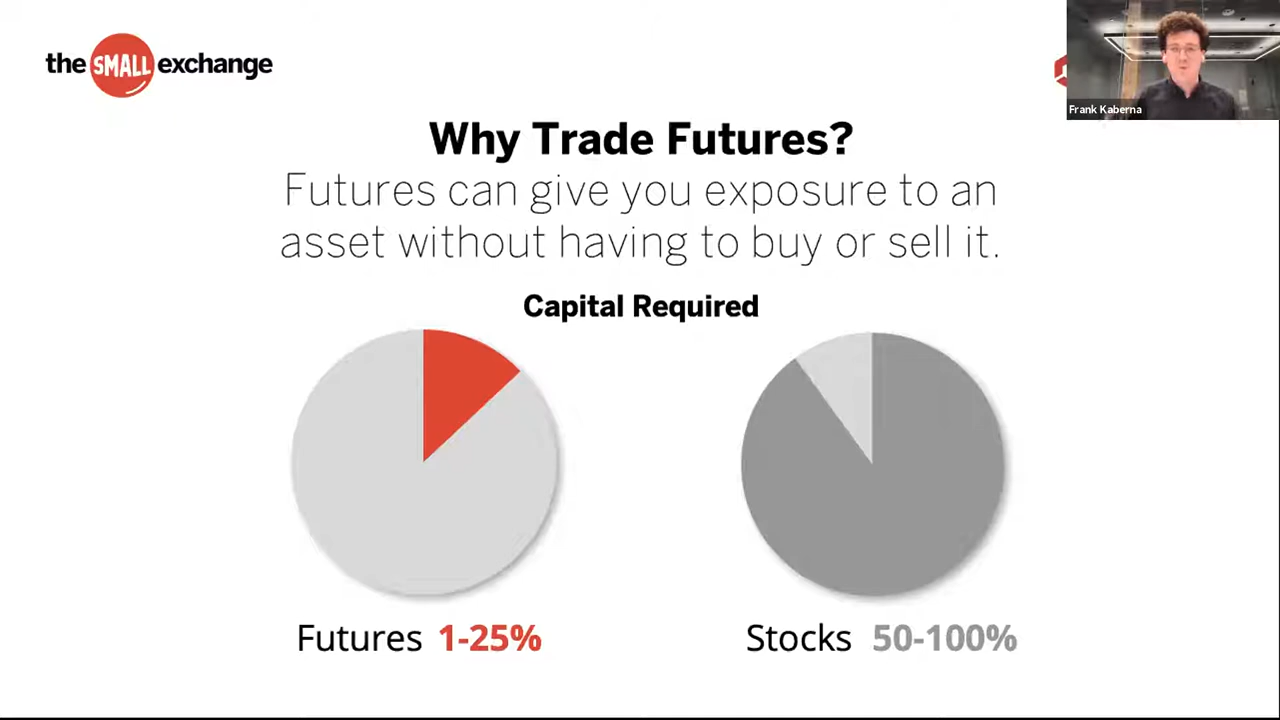 the SMALL exchange
Frank Kaberna
Why Trade Futures?
Futures can give you exposure to an
asset without having to buy or sell it.
Capital Required
Futures 1-25%
Stocks 50-100%